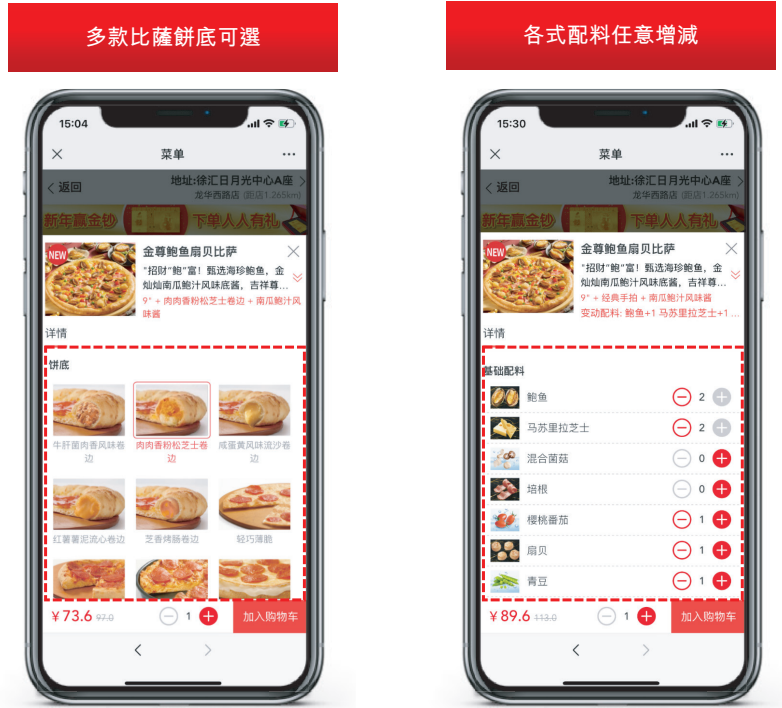 多款比薩餅底可選
15:04
菜单
返回
地址:徐汇日月光中心A座
龙华西路店 (距店1.265km)
新年赢金钞 下单人人有礼
NEW
金尊鲍鱼扇贝比萨
"招财"鲍"富！甄选海珍鲍鱼，金
灿灿南瓜鲍汁风味底酱，吉祥尊...
9" + 肉肉香粉松芝士卷边 + 南瓜鲍汁风
味酱
详情
饼底
牛肝菌肉香风味卷
边
肉肉香粉松芝士卷
边
咸蛋黄风味流沙卷
边
红薯薯泥流心卷边
芝香烤肠卷边
轻巧薄脆
¥73.6 97.0
1
加入购物车
各式配料任意增減
15:30
菜单
返回
地址:徐汇日月光中心A座
龙华西路店 (距店1.265km)
新年赢金钞 下单人人有礼
NEW
金尊鲍鱼扇贝比萨
"招财"鲍"富！甄选海珍鲍鱼，金
灿灿南瓜鲍汁风味底酱，吉祥尊...
9" + 经典手拍 + 南瓜鲍汁风味酱
变动配料: 鲍鱼+1 马苏里拉芝士+1 ...
详情
基础配料
鲍鱼 2
马苏里拉芝士 2
混合菌菇 0
培根 0
樱桃番茄 1
扇贝 1
青豆 1
¥89.6 113.0
1
加入购物车